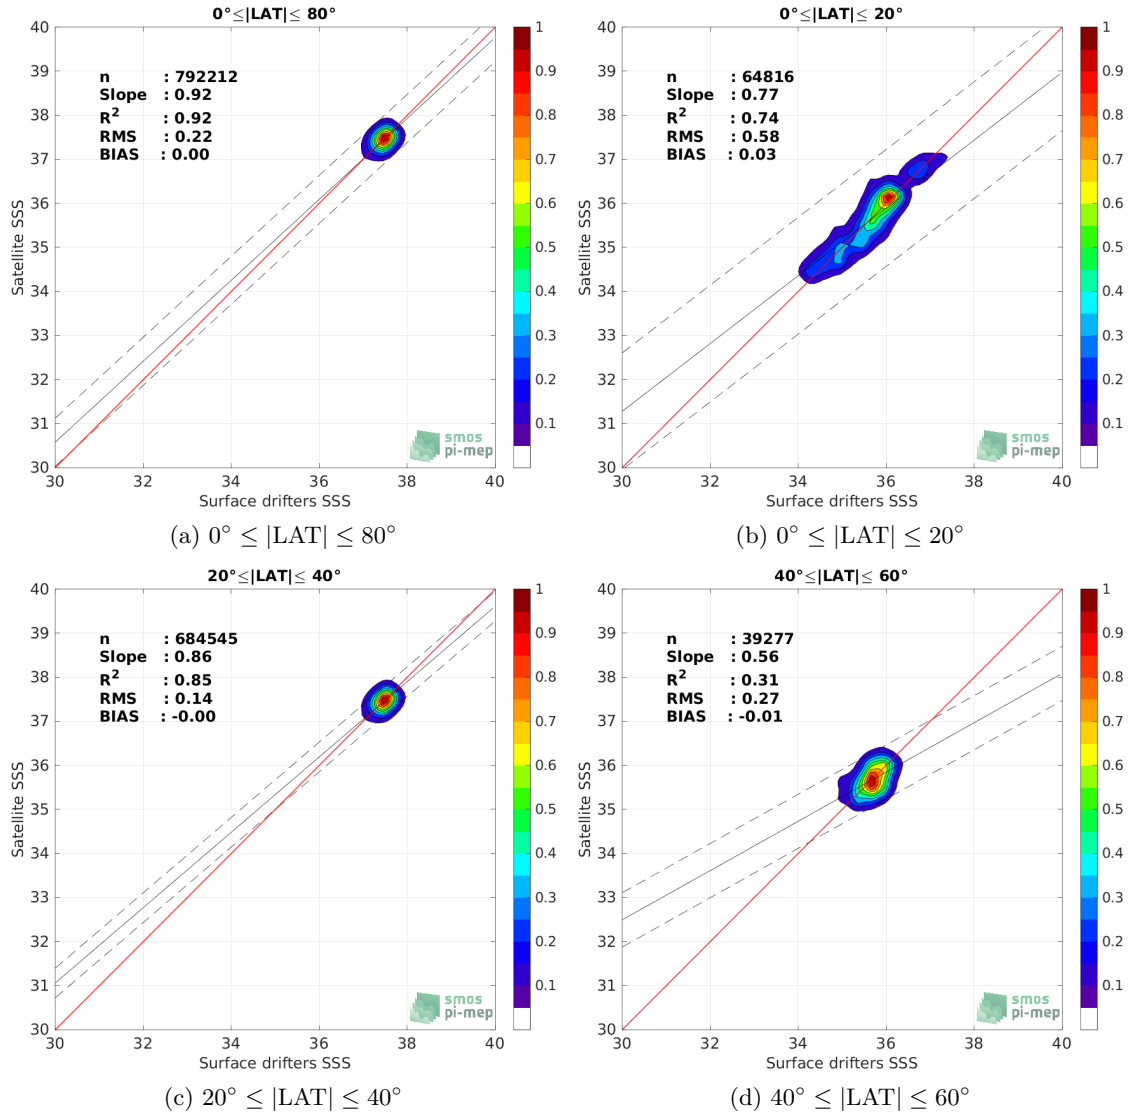 0°≤|LAT|≤ 80°
40
39
38
37
36
35
34
33
32
31
30
Satellite SSS
n : 792212
Slope : 0.92
R2 : 0.92
RMS : 0.22
BIAS : 0.00
smos
pi-mep
30 32 34 36 38 40
Surface drifters SSS
1
0.9
0.8
0.7
0.6
0.5
0.4
0.3
0.2
0.1
(a) 0° ≤ |LAT| ≤ 80°
0°≤|LAT|≤ 20°
40
39
38
37
36
35
34
33
32
31
30
Satellite SSS
n : 64816
Slope : 0.77
R2 : 0.74
RMS : 0.58
BIAS : 0.03
smos
pi-mep
30 32 34 36 38 40
Surface drifters SSS
1
0.9
0.8
0.7
0.6
0.5
0.4
0.3
0.2
0.1
(b) 0° ≤ |LAT| ≤ 20°
20°≤|LAT|≤ 40°
40
39
38
37
36
35
34
33
32
31
30
Satellite SSS
n : 684545
Slope : 0.86
R2 : 0.85
RMS : 0.14
BIAS : -0.00
smos
pi-mep
30 32 34 36 38 40
Surface drifters SSS
1
0.9
0.8
0.7
0.6
0.5
0.4
0.3
0.2
0.1
(c) 20° ≤ |LAT| ≤ 40°
40°≤|LAT|≤ 60°
40
39
38
37
36
35
34
33
32
31
30
Satellite SSS
n : 39277
Slope : 0.56
R2 : 0.31
RMS : 0.27
BIAS : -0.01
smos
pi-mep
30 32 34 36 38 40
Surface drifters SSS
1
0.9
0.8
0.7
0.6
0.5
0.4
0.3
0.2
0.1
(d) 40° ≤ |LAT| ≤ 60°